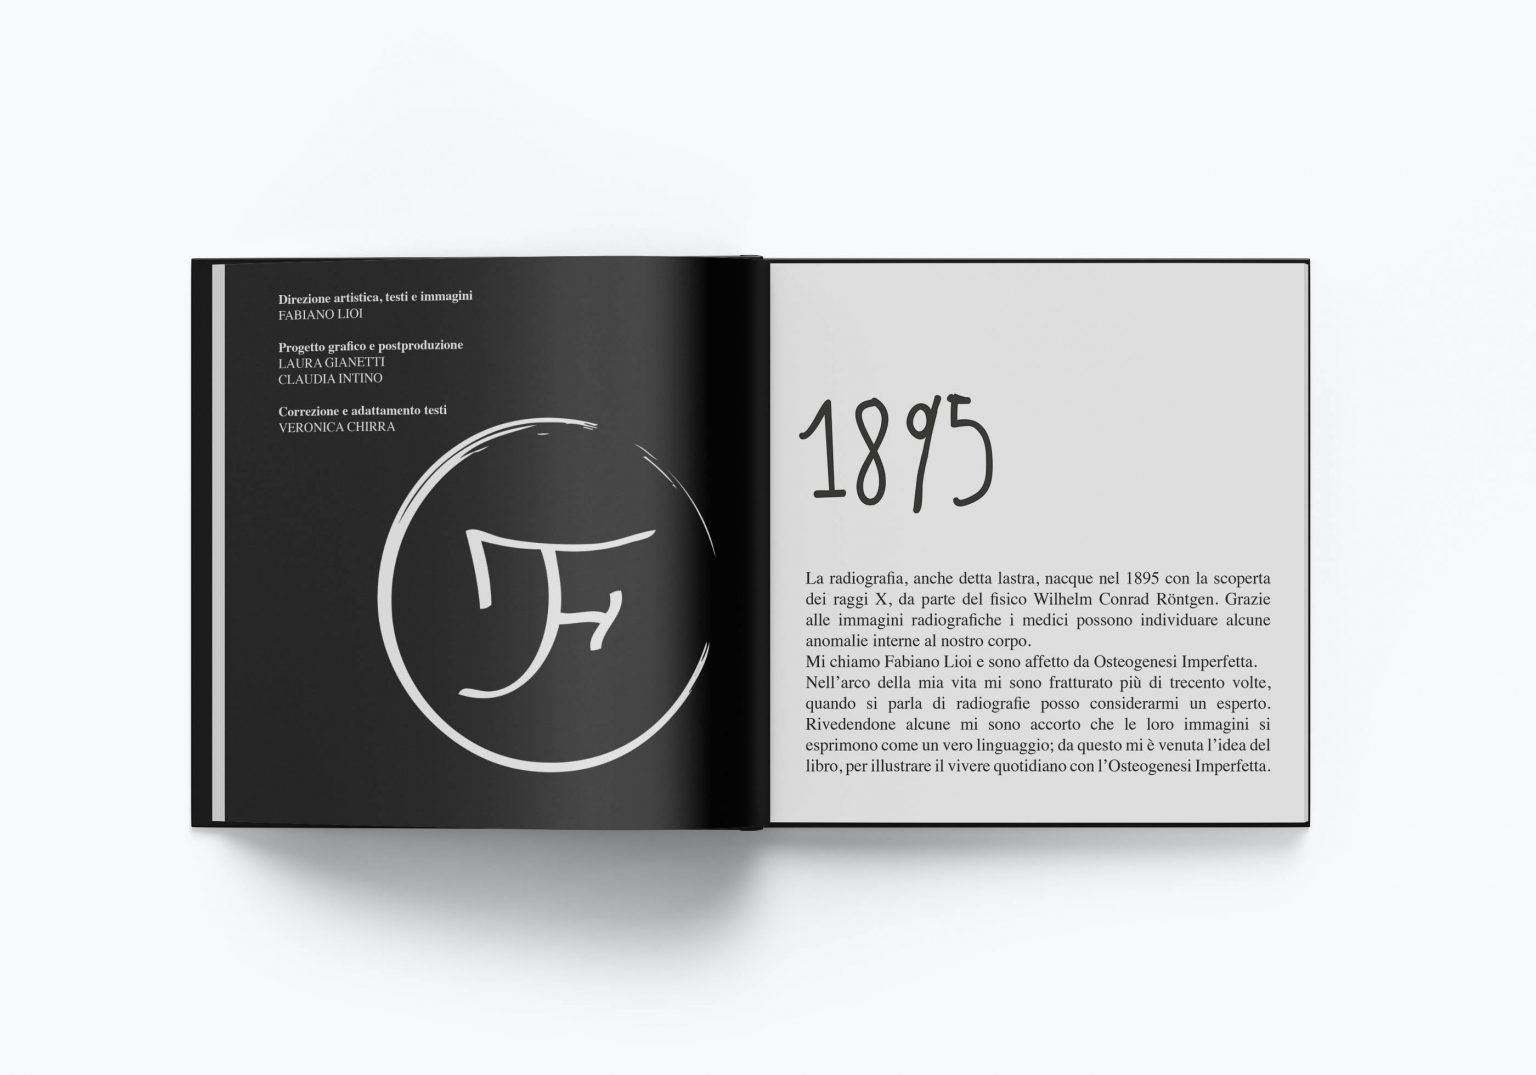 Direzione artistica, testi e immagini
FABIANO LIOI
Progetto grafico e postproduzione
LAURA GIANETTI
CLAUDIA INTINO
Correzione e adattamento testi
VERONICA CHIRRA
1895
La radiografia, anche detta lastra, nacque nel 1895 con la scoperta
dei raggi X, da parte del fisico Wilhelm Conrad Röntgen. Grazie
alle immagini radiografiche i medici possono individuare alcune
anomalie interne al nostro corpo.
Mi chiamo Fabiano Lioi e sono affetto da Osteogenesi Imperfetta.
Nell’arco della mia vita mi sono fratturato più di trecento volte,
quando si parla di radiografie posso considerarmi un esperto.
Rivedendone alcune mi sono accorto che le loro immagini si
esprimono come un vero linguaggio; da questo mi è venuta l’idea del
libro, per illustrare il vivere quotidiano con l’Osteogenesi Imperfetta.